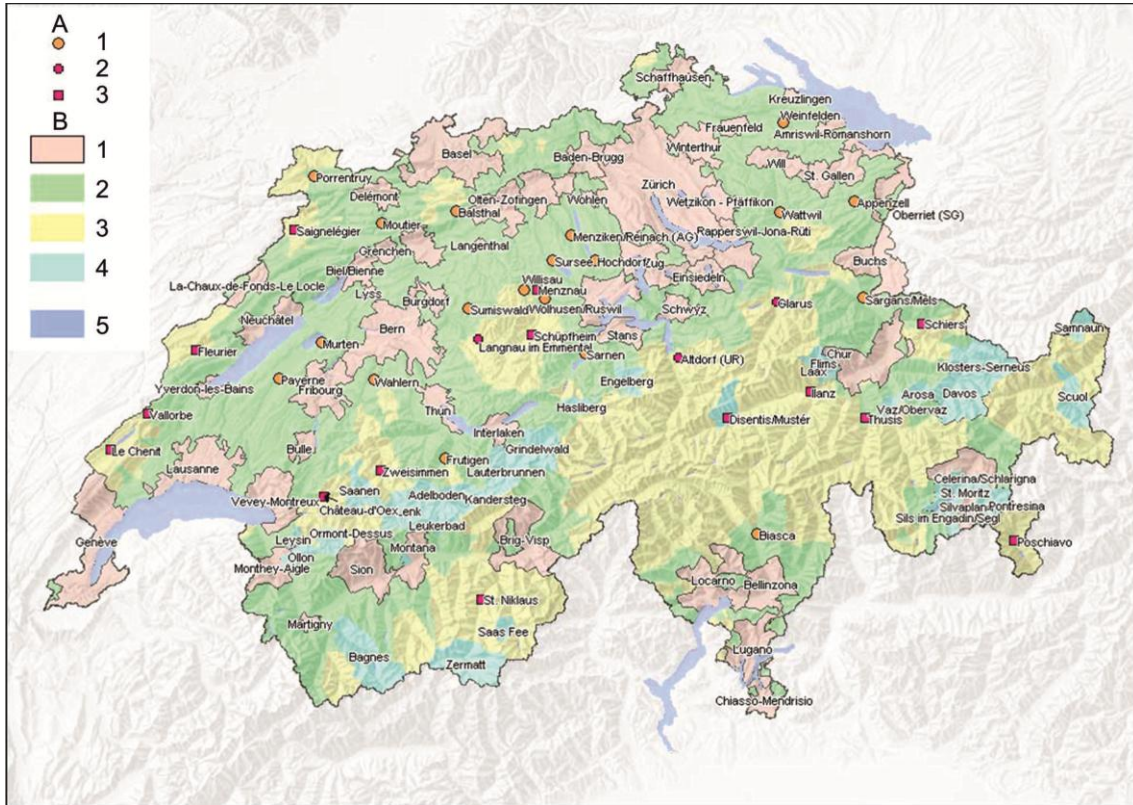 A
1
2
3
B
1
2
3
4
5
Schaffhausen
Kreuzlingen
Weinfelden
Frauenfeld
Amriswil-Romanshorn
Winterthur
Basel
Baden-Brugg
Will
St. Gallen
Porrentruy
Delémont
Zürich
Olten-Zofingen
Wohlen
Wetzikon - Pfäffikon
Appenzell
Balsthal
Wattwil
Oberriet (SG)
Moutier
Saignelégier
Rapperswil-Jona-Rüti
Menziken/Reinach (AG)
Langenthal
Grenchen
Sursee
Hochdorf
Zug
Buchs
Biel/Bienne
Einsiedeln
La-Chaux-de-Fonds-Le Locle
Willisau
Menznau
Lyss
Burgdorf
Sargans/Mels
Glarus
Sumiswald
Wolhusen/Ruswil
Schwyz
Neuchâtel
Bern
Schiers
Samnaun
Schüpfheim
Stans
Murten
Langnau im Emmental
Fleurier
Sarnen
Altdorf (UR)
Chur
Flims
Klosters-Serneus
Laax
Payerne
Wahlern
Engelberg
Yverdon-les-Bains
Fribourg
Ilanz
Arosa
Davos
Scuol
Hasliberg
Vaz/Obervaz
Vallorbe
Thun
Disentis/Mustér
Thusis
Interlaken
Bulle
Le Chenit
Grindelwald
Frutigen
Lausanne
Zweisimmen
Lauterbrunnen
Celerina/Schlarigna
Saanen
St. Moritz
Vevey-Montreux
Adelboden
Kandersteg
Silvaplan
Pontresina
Château-d'Oex
Lenk
Sils im Engadin/Segl
Leukerbad
Ormont-Dessus
Biasca
Leysin
Brig-Visp
Genève
Montana
Poschiavo
Ollon
Monthey-Aigle
Sion
Locarno
Bellinzona
St. Niklaus
Martigny
Saas Fee
Lugano
Bagnes
Zermatt
Chiasso-Mendrisio